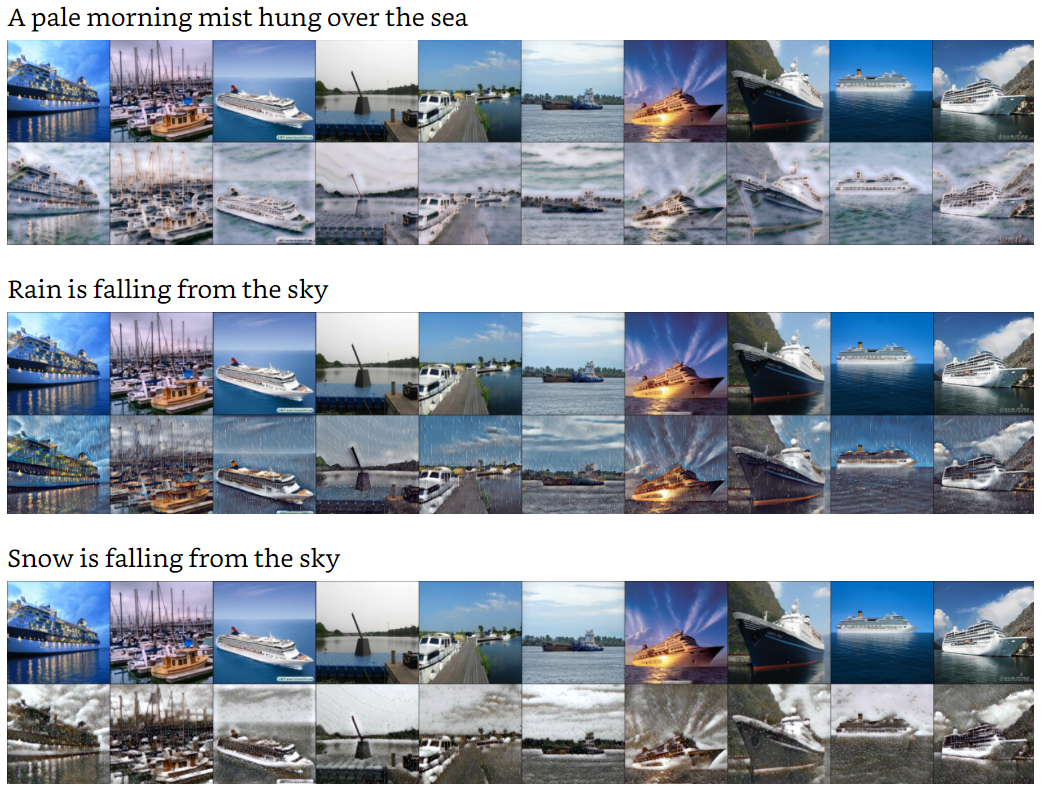 A pale morning mist hung over the sea
Rain is falling from the sky
Snow is falling from the sky